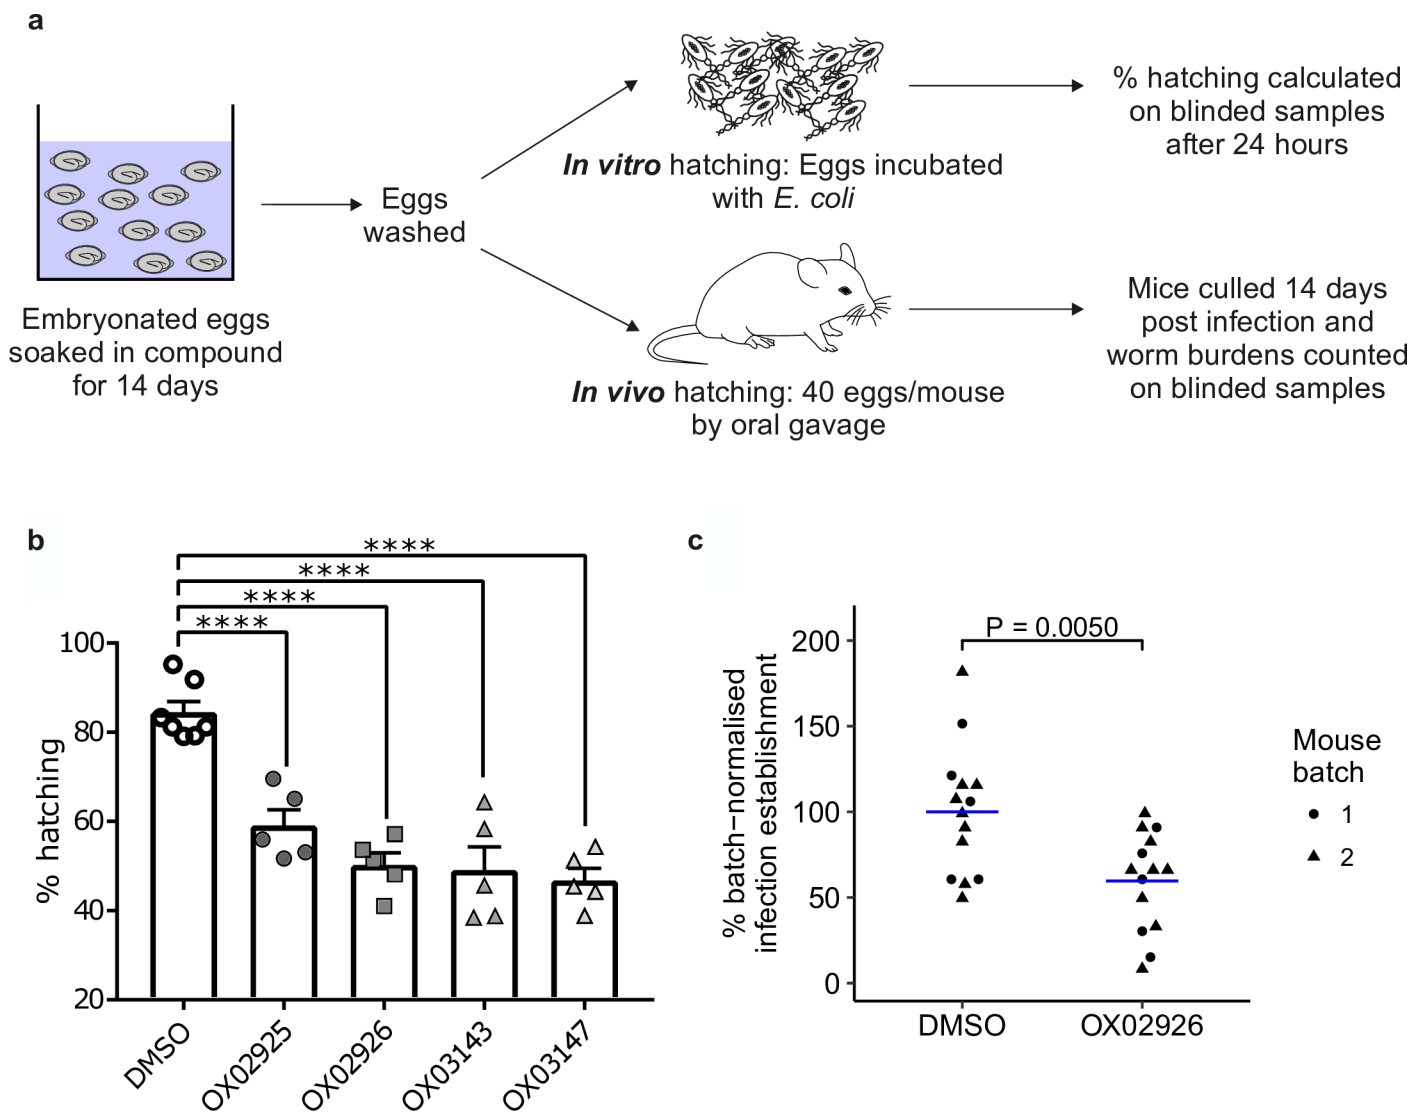 a
Embryonated eggs
soaked in compound
for 14 days
Eggs
washed
In vitro hatching: Eggs incubated
with E. coli
% hatching calculated
on blinded samples
after 24 hours
In vivo hatching: 40 eggs/mouse
by oral gavage
Mice culled 14 days
post infection and
worm burdens counted
on blinded samples
b
****
****
****
****
% hatching
100
80
60
40
20
DMSO
OX02925
OX02926
OX03143
OX03147
c
P = 0.0050
% batch−normalised
infection establishment
200
150
100
50
0
DMSO
OX02926
Mouse
batch
1
2